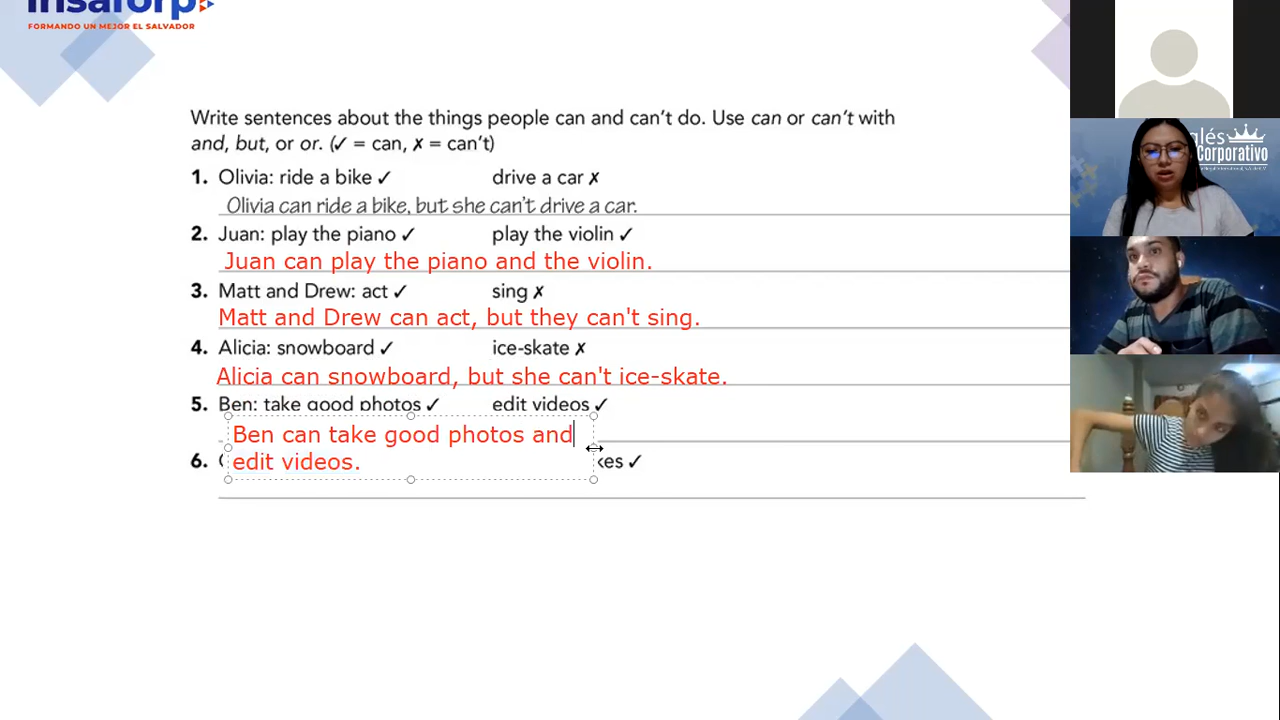 insaforp
FORMANDO UN MEJOR EL SALVADOR
glés
Corporativo
Write sentences about the things people can and can't do. Use can or can't with
and, but, or or. (✓ = can, ✗ = can't)
1. Olivia: ride a bike ✓ drive a car ✗
Olivia can ride a bike, but she can't drive a car.
2. Juan: play the piano ✓ play the violin ✓
Juan can play the piano and the violin.
3. Matt and Drew: act ✓ sing ✗
Matt and Drew can act, but they can't sing.
4. Alicia: snowboard ✓ ice-skate ✗
Alicia can snowboard, but she can't ice-skate.
5. Ben: take good photos ✓ edit videos ✓
Ben can take good photos and
edit videos.
6. kes ✓